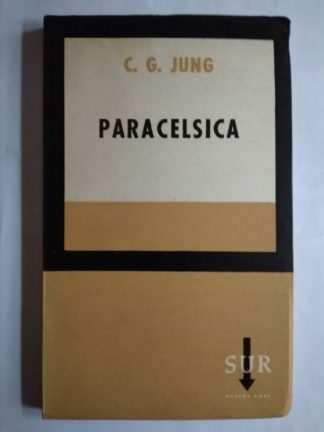 C. G. JUNG
PARACELSICA
SUR
BUENOS AIRES